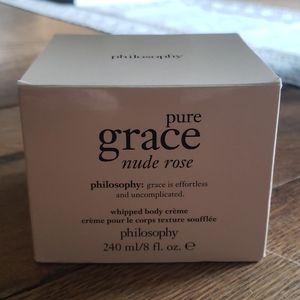 philosophy
pure
grace
nude rose
philosophy: grace is effortless
and uncomplicated.
whipped body crème
crème pour le corps texture soufflée
philosophy
240 ml/8 fl. oz. ℮